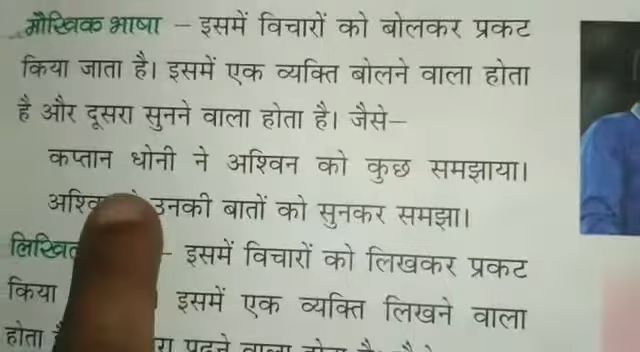 मौखिक भाषा – इसमें विचारों को बोलकर प्रकट
किया जाता है। इसमें एक व्यक्ति बोलने वाला होता
है और दूसरा सुनने वाला होता है। जैसे–
कप्तान धोनी ने अश्विन को कुछ समझाया।
उनकी बातों को सुनकर समझा।
– इसमें विचारों को लिखकर प्रकट
किया इसमें एक व्यक्ति लिखने वाला
होता